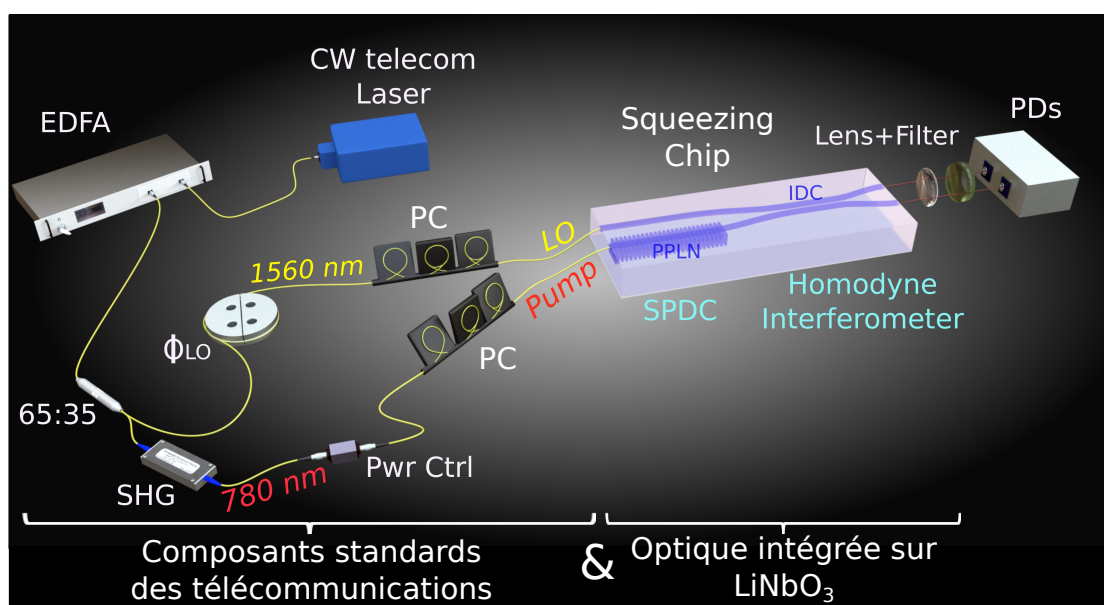 CW telecom
Laser
EDFA
PDs
Squeezing
Chip
Lens+Filter
IDC
PC
LO
PPLN
1560 nm
Pump
Homodyne
Interferometer
SPDC
ϕLO
PC
65:35
Pwr Ctrl
SHG
780 nm
Composants standards
des télécommunications
&
Optique intégrée sur
LiNbO₃